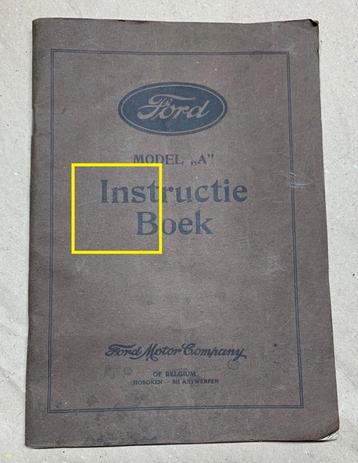 Ford
MODEL „A"
Instructie
Boek
Ford Motor Company
OF BELGIUM
HOBOKEN — BIJ ANTWERPEN